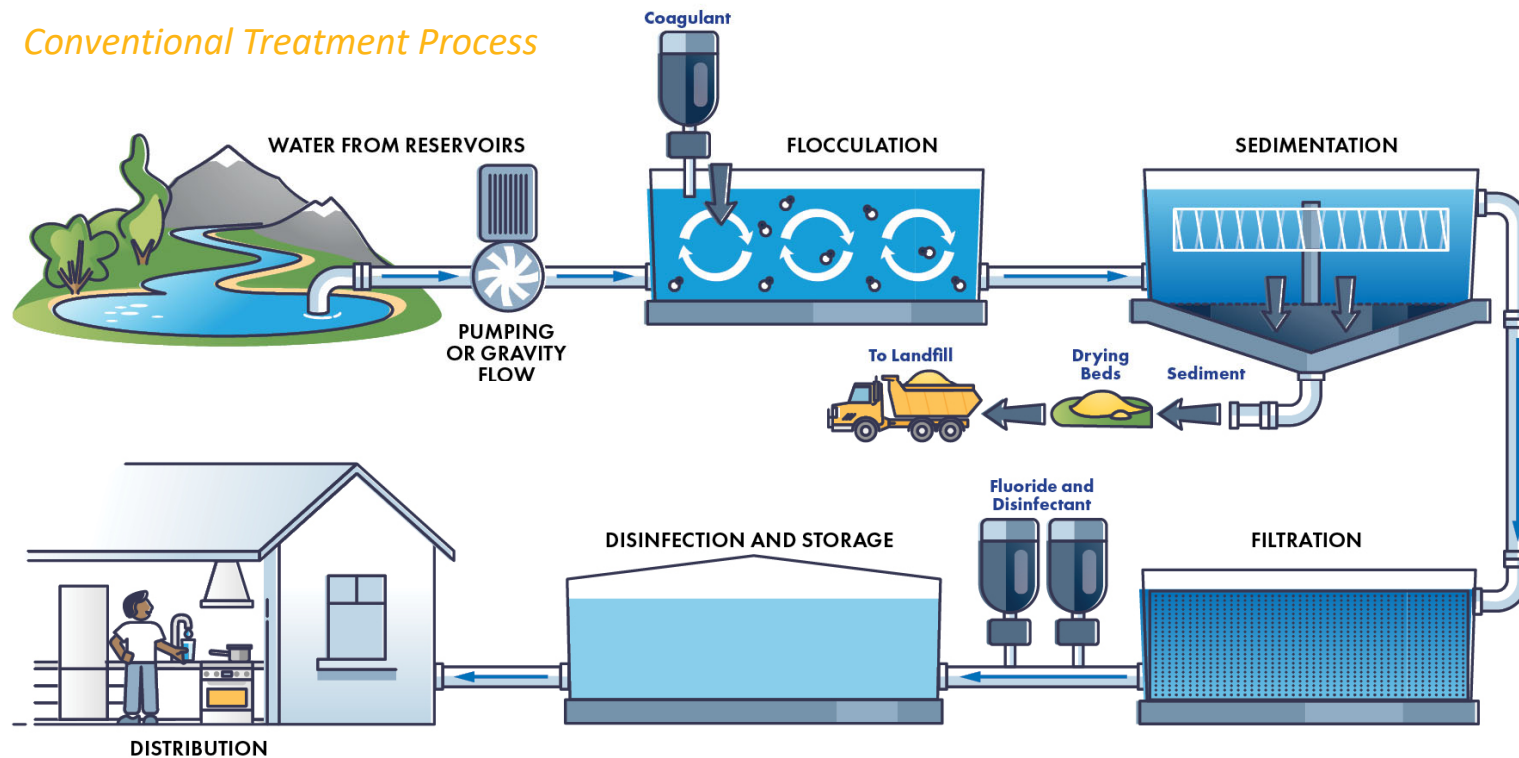 Conventional Treatment Process
Coagulant
WATER FROM RESERVOIRS
FLOCCULATION
SEDIMENTATION
PUMPING
OR GRAVITY
FLOW
To Landfill
Drying
Beds
Sediment
Fluoride and
Disinfectant
DISINFECTION AND STORAGE
FILTRATION
DISTRIBUTION